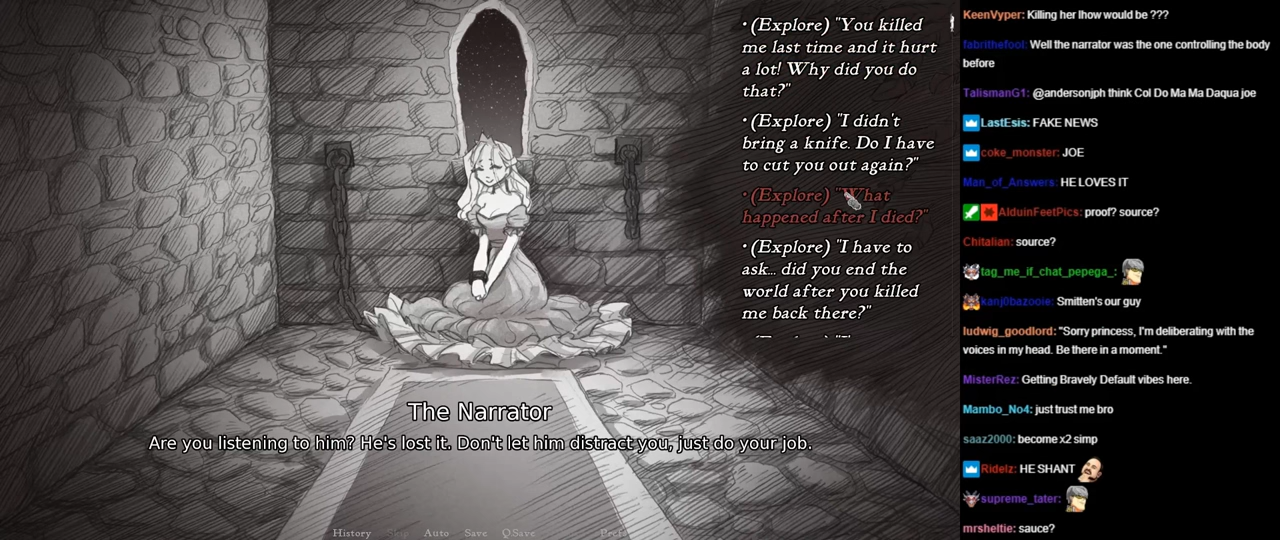 • (Explore) "You killed
me last time and it hurt
a lot! Why did you do
that?"
• (Explore) "I didn't
bring a knife. Do I have
to cut you out again?"
• (Explore) "What
happened after I died?"
• (Explore) "I have to
ask... did you end the
world after you killed
me back there?"
The Narrator
Are you listening to him? He's lost it. Don't let him distract you, just do your job.
History Skip Auto Save Q.Save
KeenVyper: Killing her lhow would be ???
fabrithefool: Well the narrator was the one controlling the body
before
TalismanG1: @andersonjph think Col Do Ma Ma Daqua joe
LastEsis: FAKE NEWS
coke_monster: JOE
Man_of_Answers: HE LOVES IT
AlduinFeetPics: proof? source?
Chitalian: source?
tag_me_if_chat_pepega_:
kanj0bazooie: Smitten's our guy
ludwig_goodlord: "Sorry princess, I'm deliberating with the
voices in my head. Be there in a moment."
MisterRez: Getting Bravely Default vibes here.
Mambo_No4: just trust me bro
saaz2000: become x2 simp
Ridelz: HE SHANT
supreme_tater:
mrsheltie: sauce?